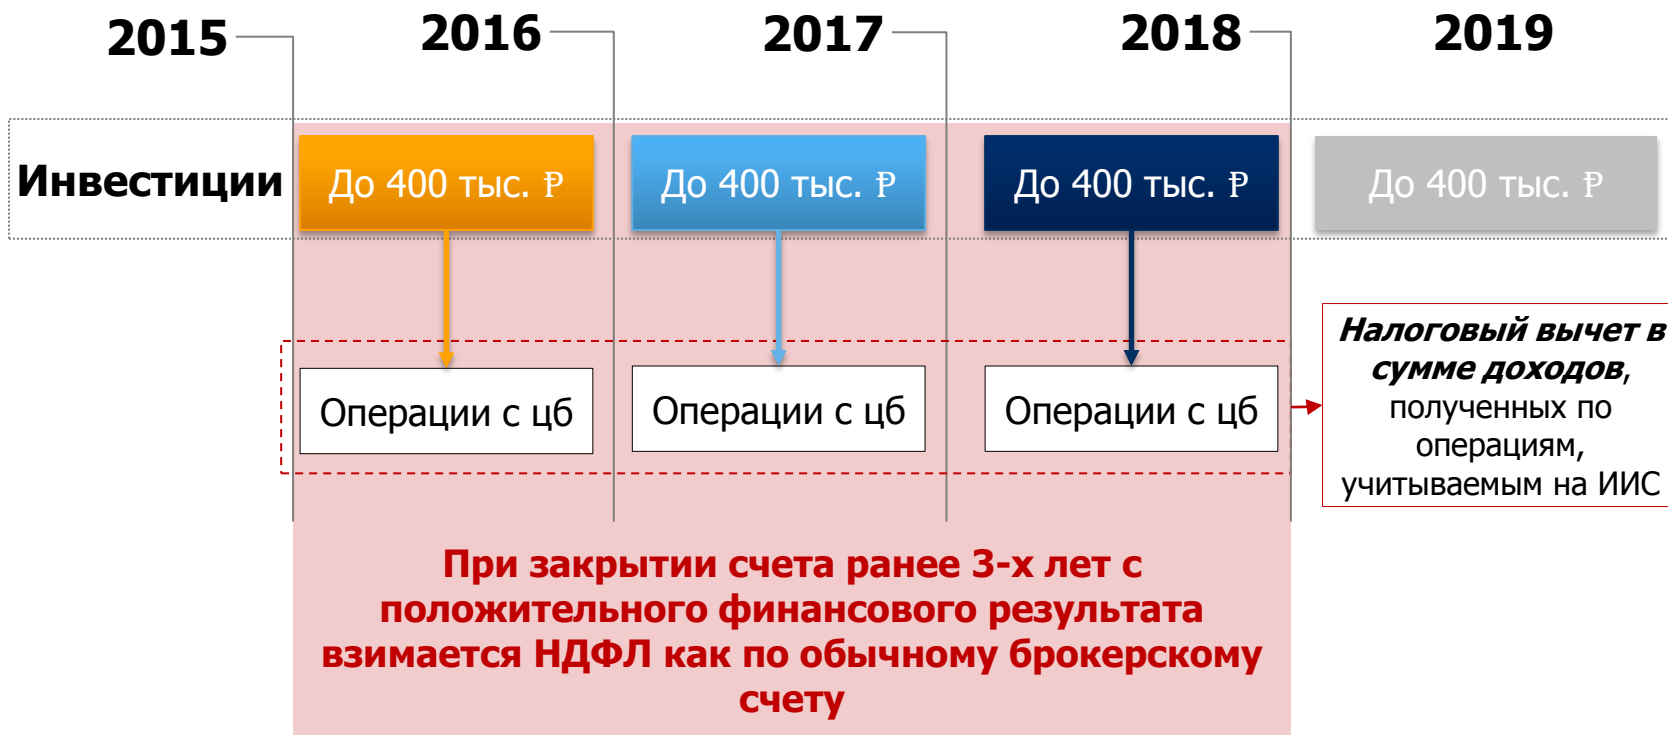 2015
2016
2017
2018
2019
Инвестиции
До 400 тыс. ₽
До 400 тыс. ₽
До 400 тыс. ₽
До 400 тыс. ₽
Операции с цб
Операции с цб
Операции с цб
Налоговый вычет в
сумме доходов,
полученных по
операциям,
учитываемым на ИИС
При закрытии счета ранее 3-х лет с
положительного финансового результата
взимается НДФЛ как по обычному брокерскому
счету